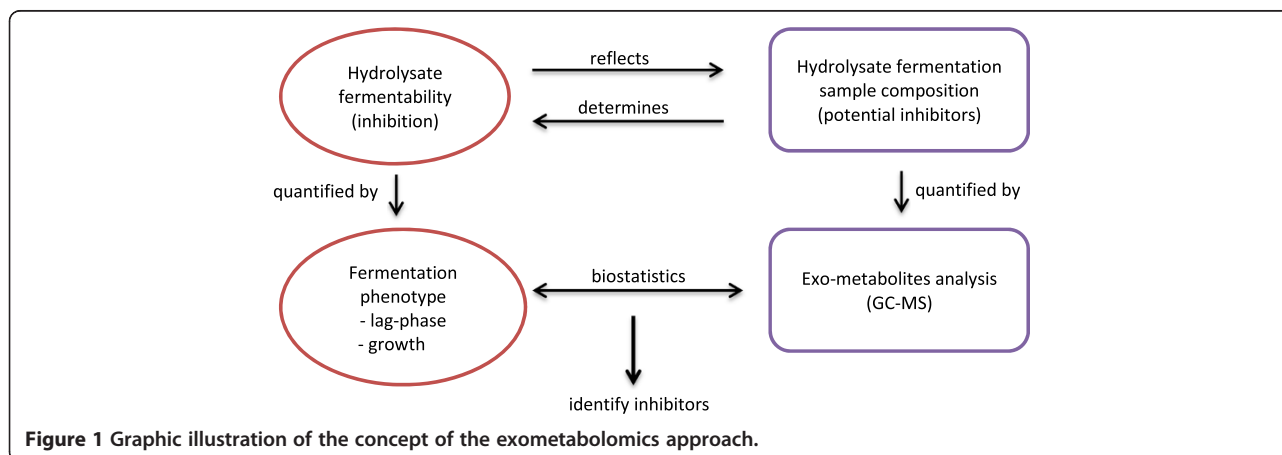 Hydrolysate
fermentability
(inhibition)
reflects
determines
Hydrolysate fermentation
sample composition
(potential inhibitors)
quantified by
quantified by
Fermentation
phenotype
- lag-phase
- growth
biostatistics
Exo-metabolites analysis
(GC-MS)
identify inhibitors
Figure 1 Graphic illustration of the concept of the exometabolomics approach.